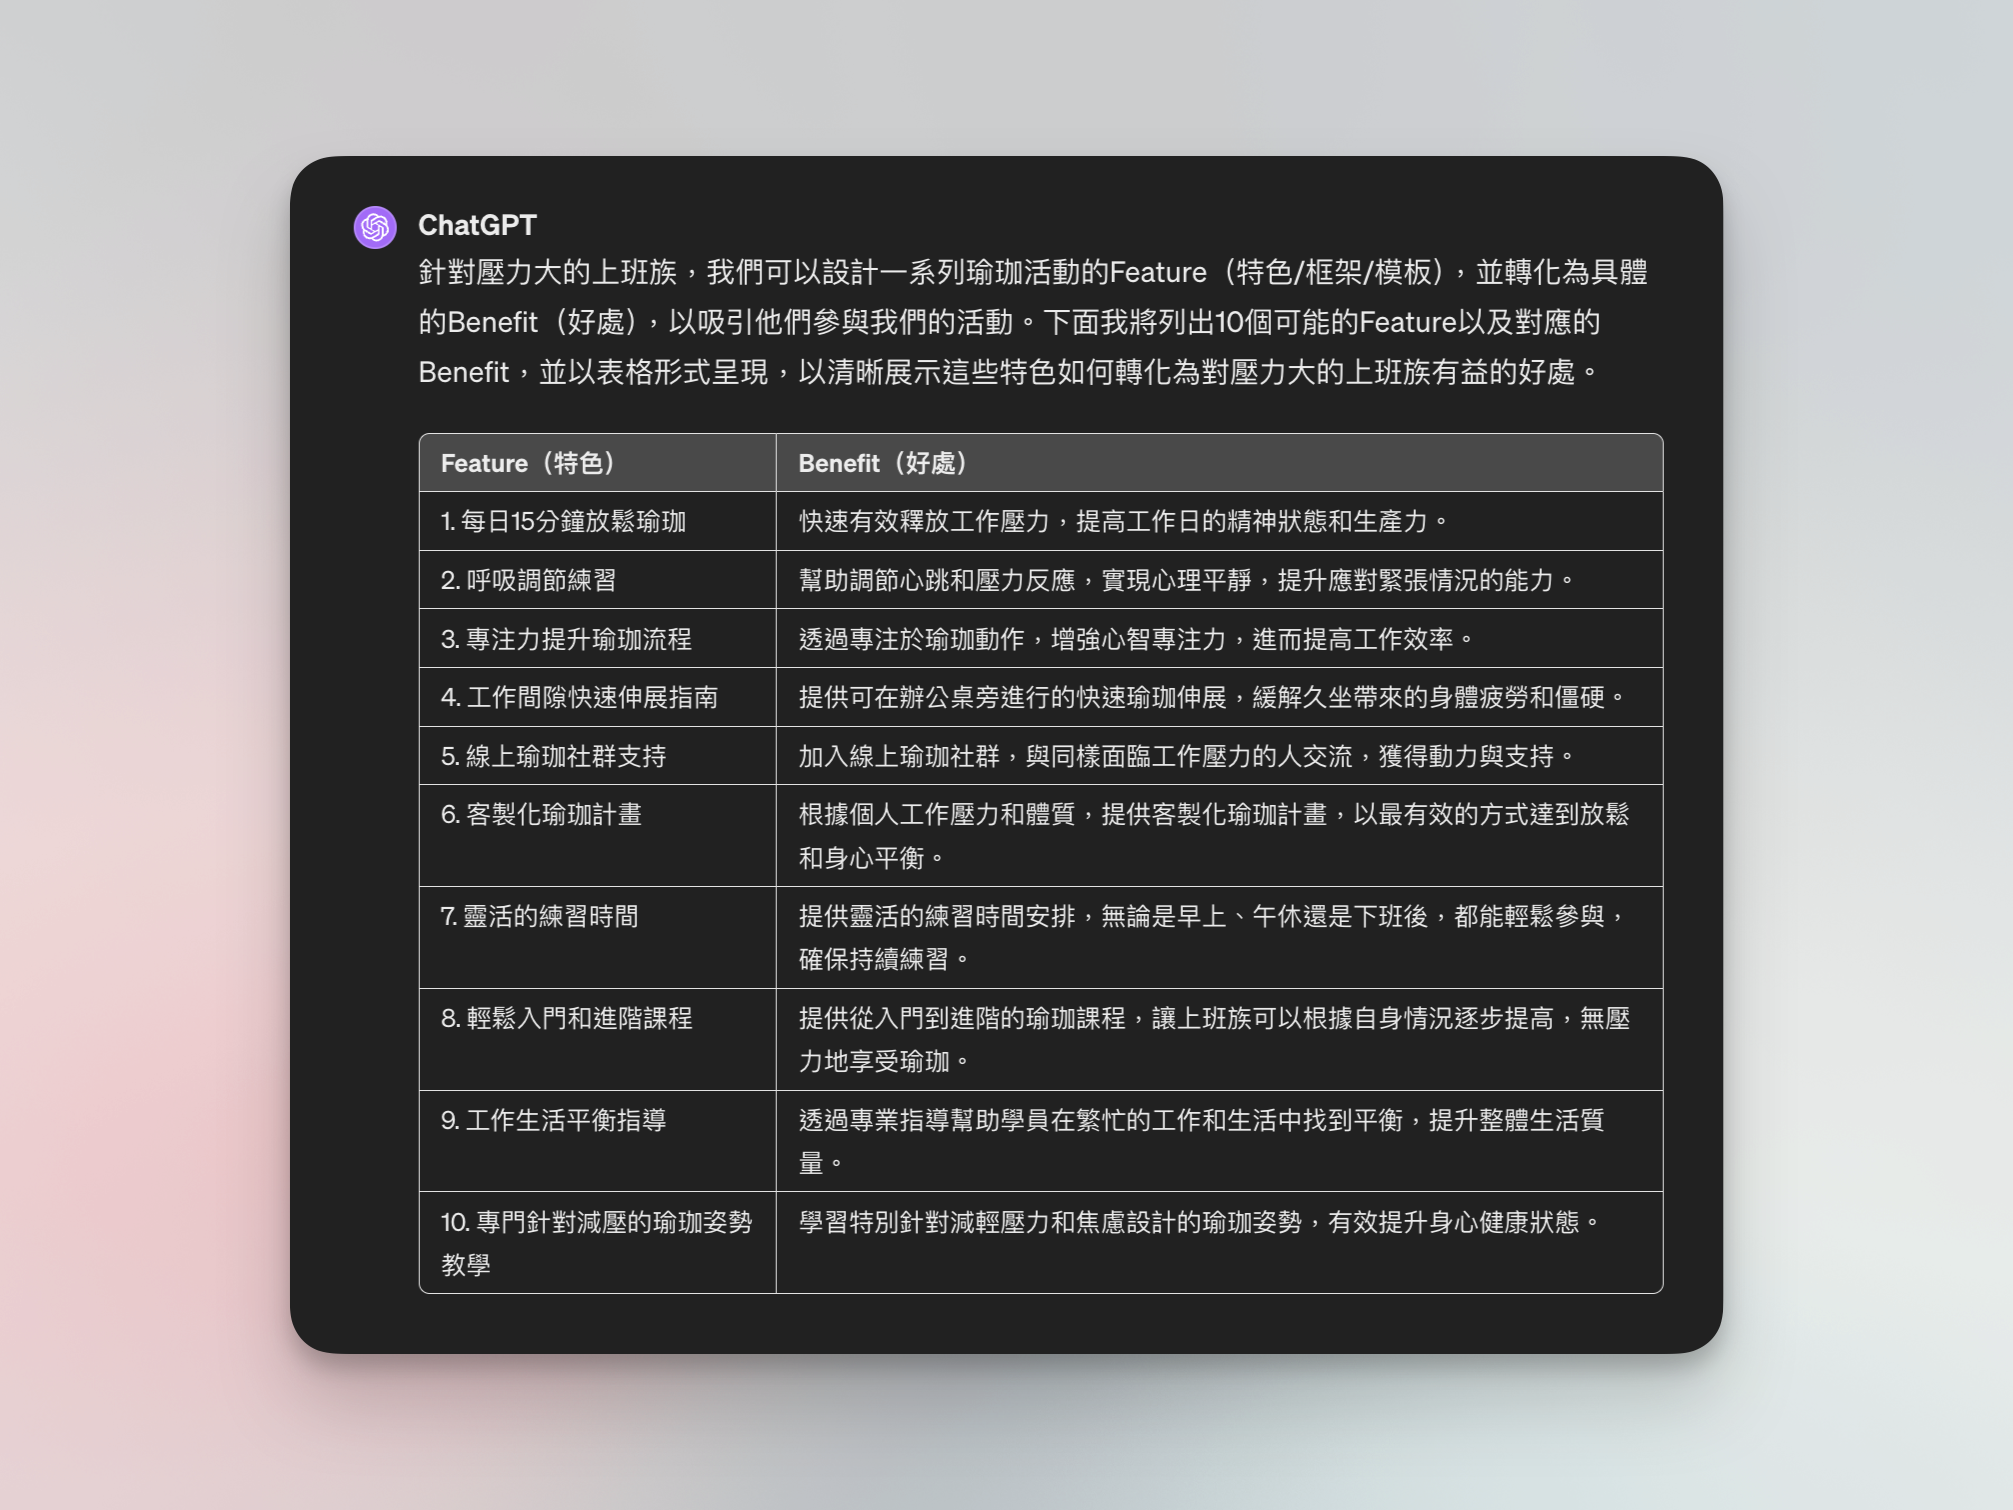 ChatGPT
針對壓力大的上班族，我們可以設計一系列瑜珈活動的Feature（特色/框架/模板），並轉化為具體
的Benefit（好處），以吸引他們參與我們的活動。下面我將列出10個可能的Feature以及對應的
Benefit，並以表格形式呈現，以清晰展示這些特色如何轉化為對壓力大的上班族有益的好處。
Feature（特色） Benefit（好處）
1. 每日15分鐘放鬆瑜珈 快速有效釋放工作壓力，提高工作日的精神狀態和生產力。
2. 呼吸調節練習 幫助調節心跳和壓力反應，實現心理平靜，提升應對緊張情況的能力。
3. 專注力提升瑜珈流程 透過專注於瑜珈動作，增強心智專注力，進而提高工作效率。
4. 工作間隙快速伸展指南 提供可在辦公桌旁進行的快速瑜珈伸展，緩解久坐帶來的身體疲勞和僵硬。
5. 線上瑜珈社群支持 加入線上瑜珈社群，與同樣面臨工作壓力的人交流，獲得動力與支持。
6. 客製化瑜珈計畫 根據個人工作壓力和體質，提供客製化瑜珈計畫，以最有效的方式達到放鬆
和身心平衡。
7. 靈活的練習時間 提供靈活的練習時間安排，無論是早上、午休還是下班後，都能輕鬆參與，
確保持續練習。
8. 輕鬆入門和進階課程 提供從入門到進階的瑜珈課程，讓上班族可以根據自身情況逐步提高，無壓
力地享受瑜珈。
9. 工作生活平衡指導 透過專業指導幫助學員在繁忙的工作和生活中找到平衡，提升整體生活質
量。
10. 專門針對減壓的瑜珈姿勢 學習特別針對減輕壓力和焦慮設計的瑜珈姿勢，有效提升身心健康狀態。
教學